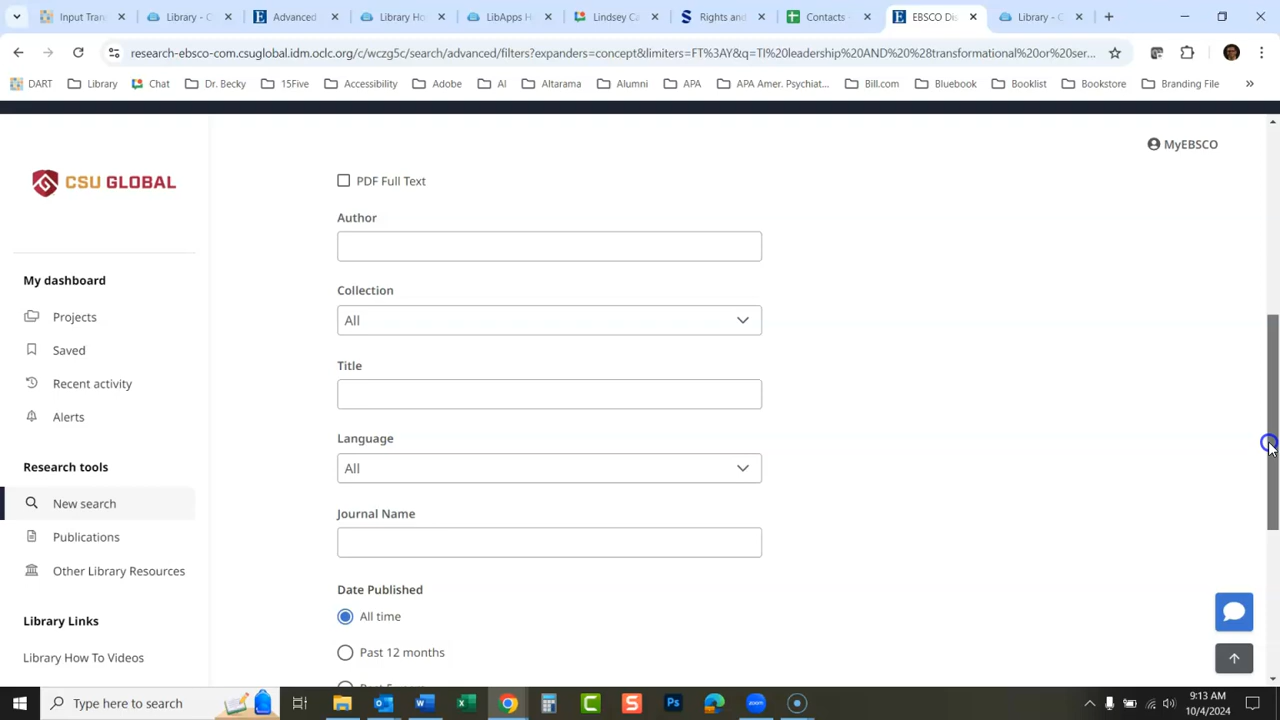 Input Tran
Library - C
Advanced
Library Ho
LibApps H
Lindsey Ca
Rights and
Contacts -
EBSCO Dis
Library - C
research-ebsco-com.csuglobal.idm.oclc.org/c/wczg5c/search/advanced/filters?expanders=concept&limiters=FT%3AY&q=TI%20leadership%20AND%20%28transformational%20or%20ser...
DART
Library
Chat
Dr. Becky
15Five
Accessibility
Adobe
AI
Altarama
Alumni
APA
APA Amer. Psychiat...
Bill.com
Bluebook
Booklist
Bookstore
Branding File
MyEBSCO
CSU GLOBAL
My dashboard
Projects
Saved
Recent activity
Alerts
Research tools
New search
Publications
Other Library Resources
Library Links
Library How To Videos
PDF Full Text
Author
Collection
All
Title
Language
All
Journal Name
Date Published
All time
Past 12 months
Type here to search
9:13 AM
10/4/2024